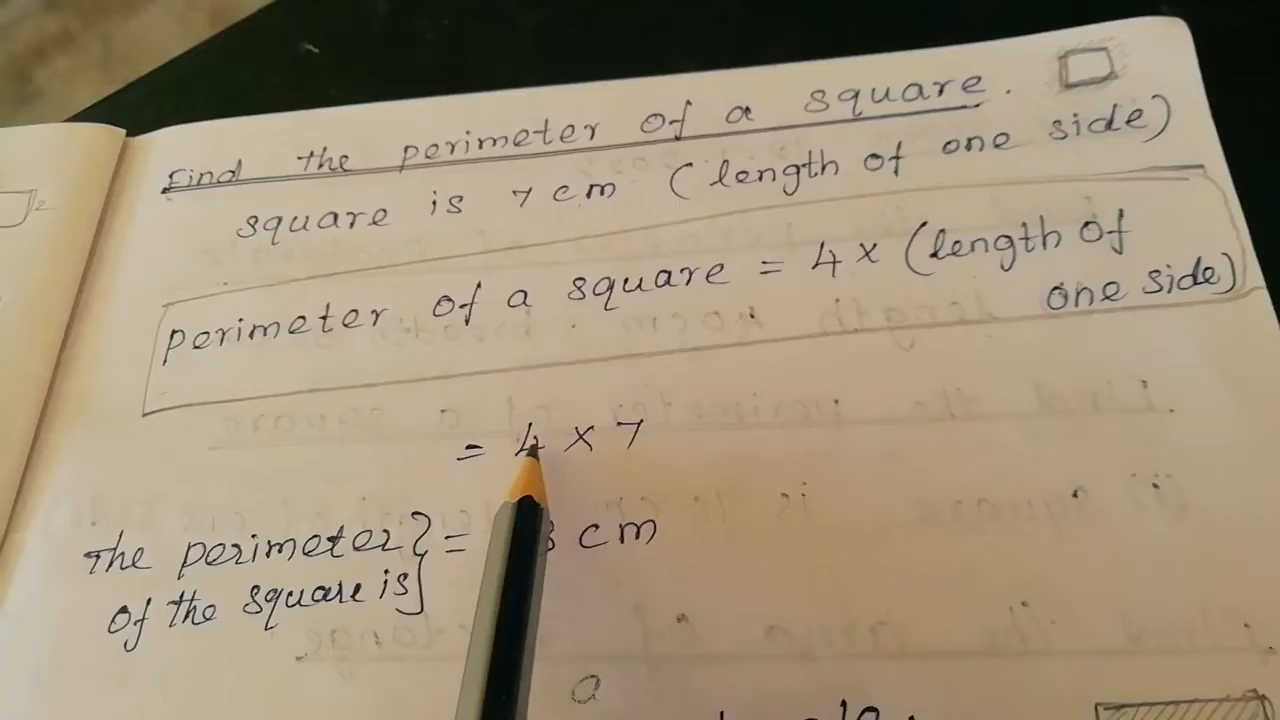 Find the perimeter of a square.
square is 7 cm (length of one side)
perimeter of a square = 4 x (length of
one side)
= 4 x 7
The perimeter } = 8 cm
of the square is
a